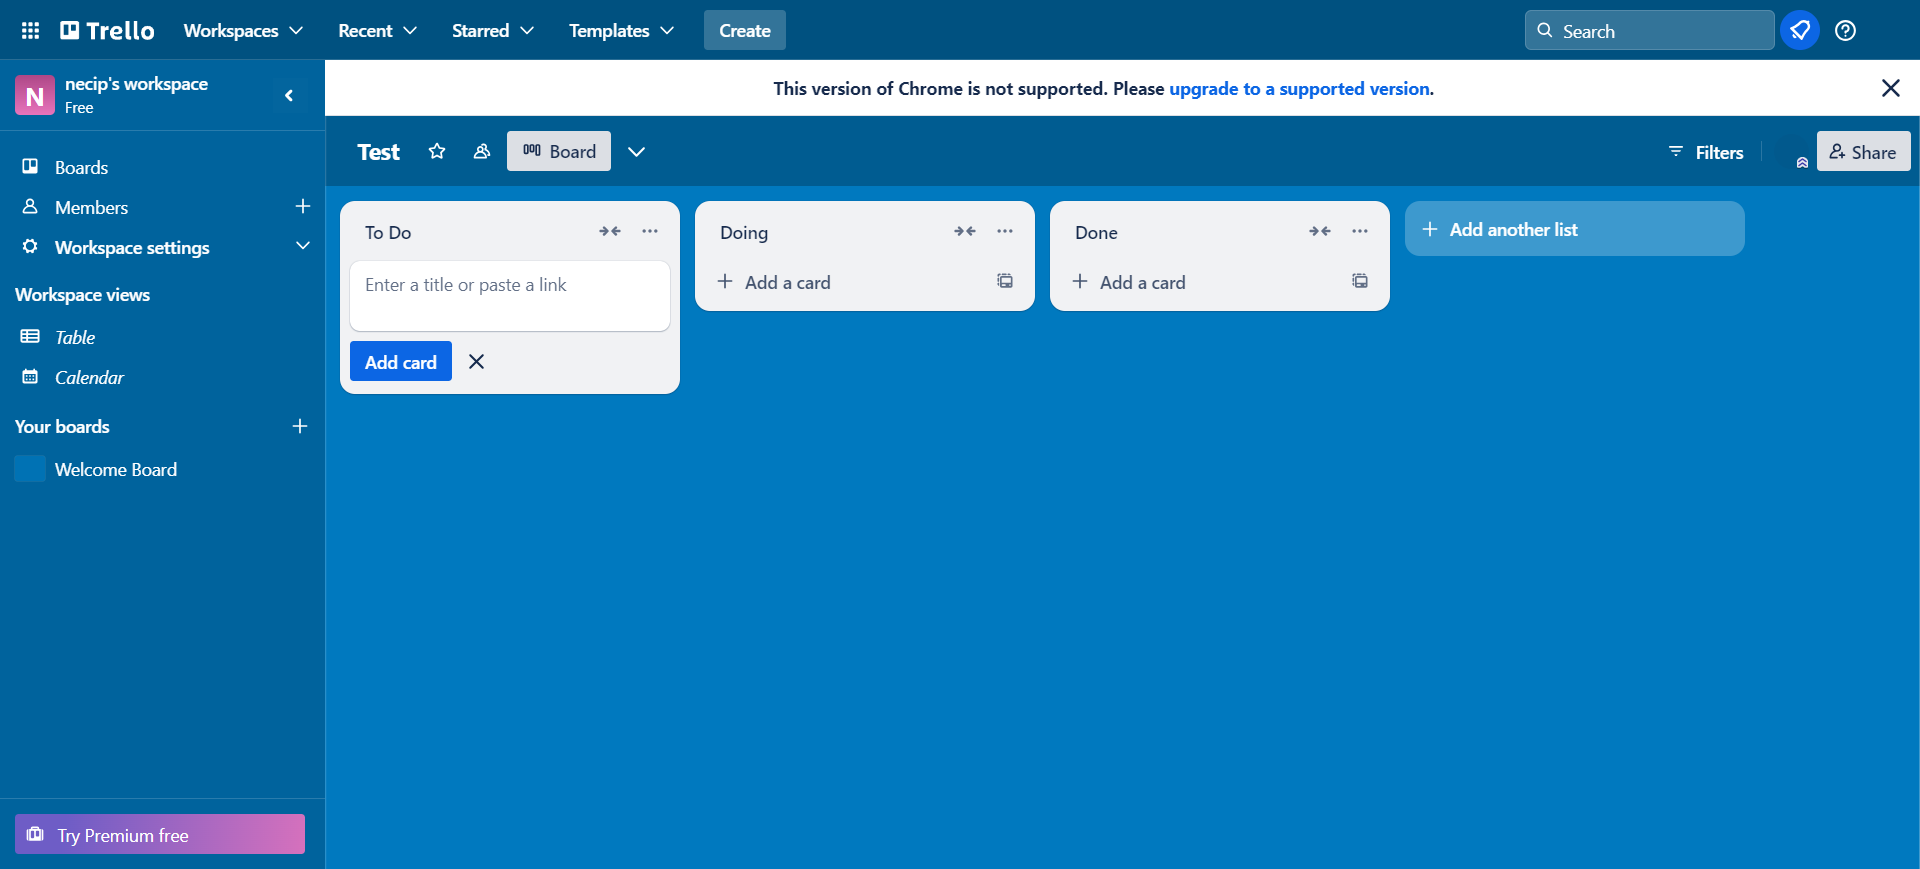 Trello
Workspaces
Recent
Starred
Templates
Create
Search
N
necip's workspace
Free
This version of Chrome is not supported. Please upgrade to a supported version.
Test
Board
Filters
Share
Boards
Members
Workspace settings
Workspace views
Table
Calendar
Your boards
Welcome Board
Try Premium free
To Do
Enter a title or paste a link
Add card
Doing
Add a card
Done
Add a card
Add another list